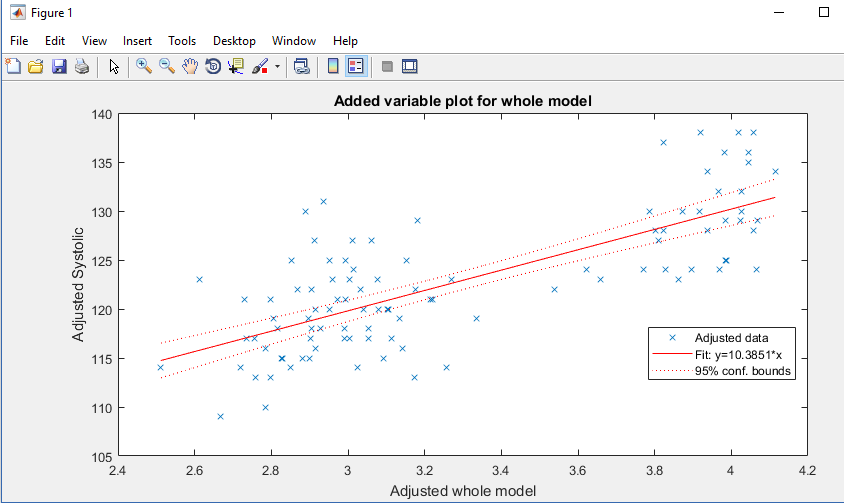 Figure 1
File Edit View Insert Tools Desktop Window Help
Added variable plot for whole model
140
135
130
125
120
115
110
105
Adjusted Systolic
2.4 2.6 2.8 3 3.2 3.4 3.6 3.8 4 4.2
Adjusted whole model
Adjusted data
Fit: y=10.3851*x
95% conf. bounds